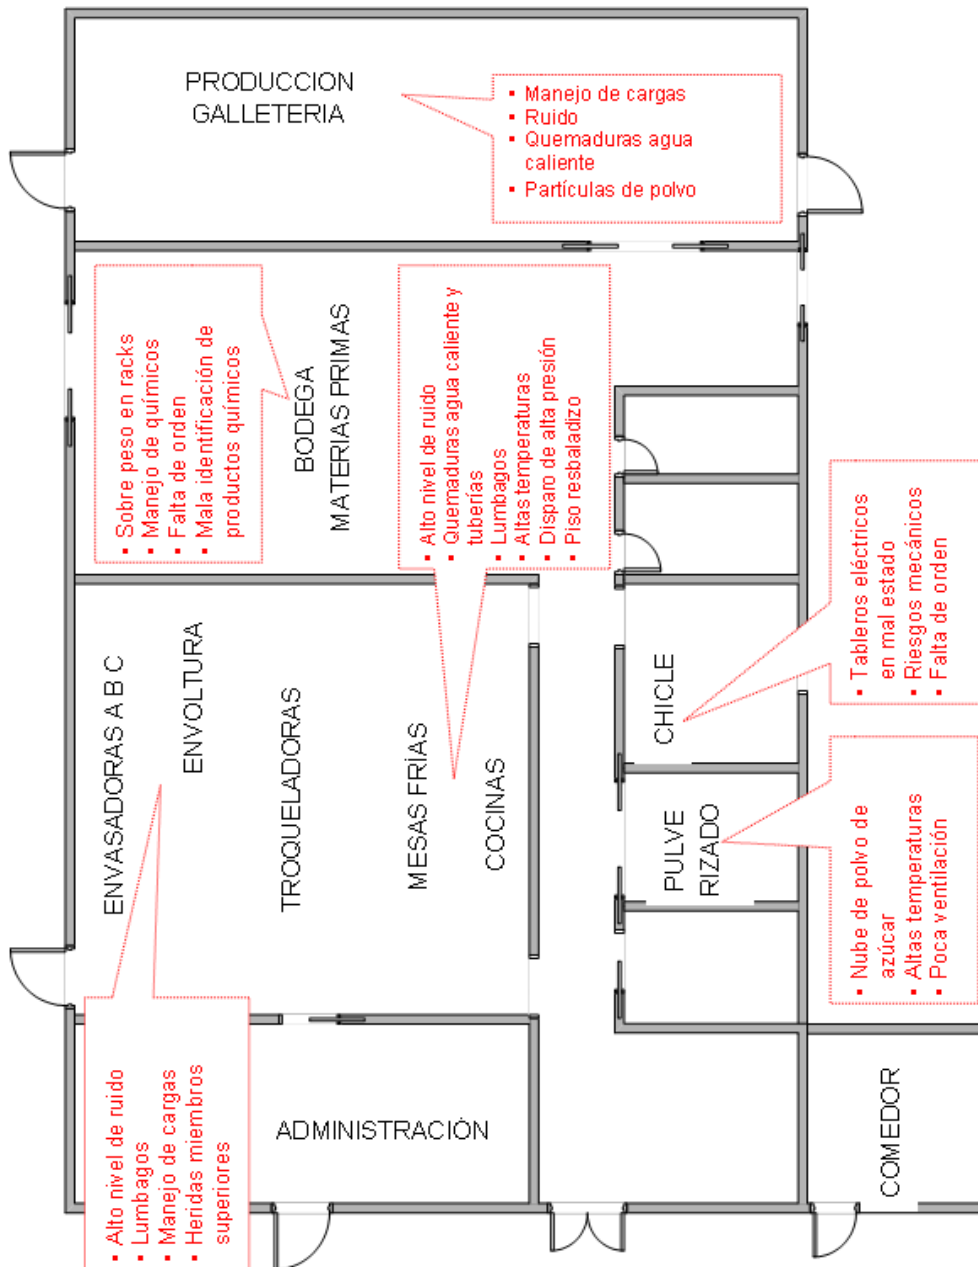 PRODUCCION
GALLETERIA
▪ Manejo de cargas
▪ Ruido
▪ Quemaduras agua
caliente
▪ Partículas de polvo
▪ Sobre peso en racks
▪ Manejo de químicos
▪ Falta de orden
▪ Mala identificación de
productos químicos
BODEGA
MATERIAS PRIMAS
▪ Alto nivel de ruido
▪ Quemaduras agua caliente y
tuberías
▪ Lumbagos
▪ Altas temperaturas
▪ Disparo de alta presión
▪ Piso resbaladizo
ENVASADORAS A B C
ENVOLTURA
TROQUELADORAS
MESAS FRÍAS
COCINAS
CHICLE
▪ Tableros eléctricos
en mal estado
▪ Riesgos mecánicos
▪ Falta de orden
PULVE
RIZADO
▪ Nube de polvo de
azúcar
▪ Altas temperaturas
▪ Poca ventilación
▪ Alto nivel de ruido
▪ Lumbagos
▪ Manejo de cargas
▪ Heridas miembros
superiores
ADMINISTRACIÓN
COMEDOR